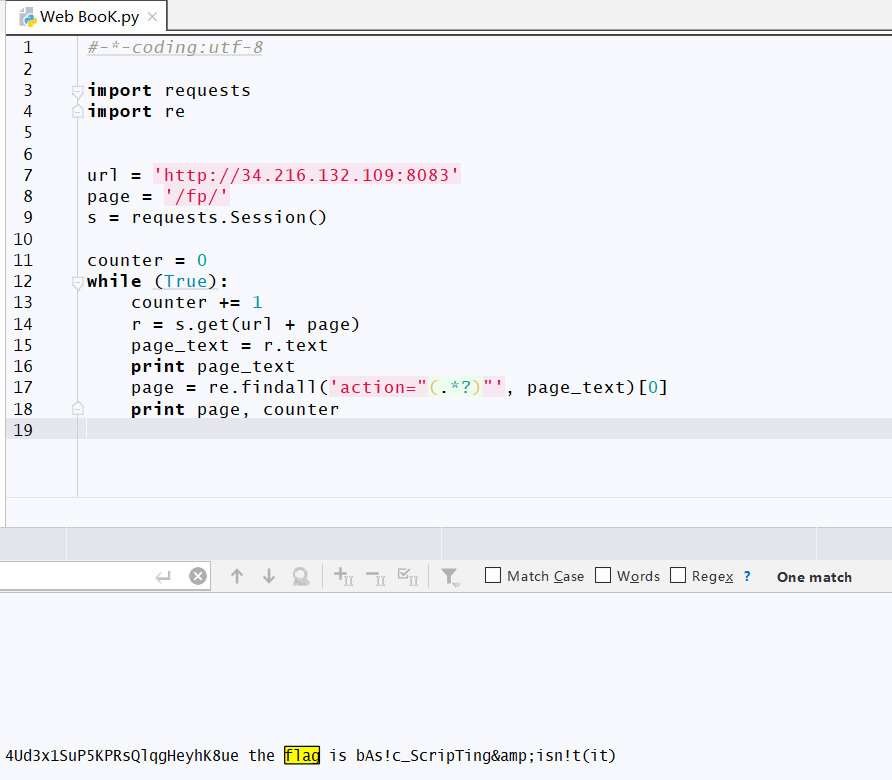 Web BooK.py
1 #-*-coding:utf-8
2
3 import requests
4 import re
5
6
7 url = 'http://34.216.132.109:8083'
8 page = '/fp/'
9 s = requests.Session()
10
11 counter = 0
12 while (True):
13 counter += 1
14 r = s.get(url + page)
15 page_text = r.text
16 print page_text
17 page = re.findall('action="(.*?)"', page_text)[0]
18 print page, counter
19
Match Case Words Regex ? One match
4Ud3x1SuP5KPRsQlqgHeyhK8ue the flag is bAs!c_ScripTing&amp;isn!t(it)